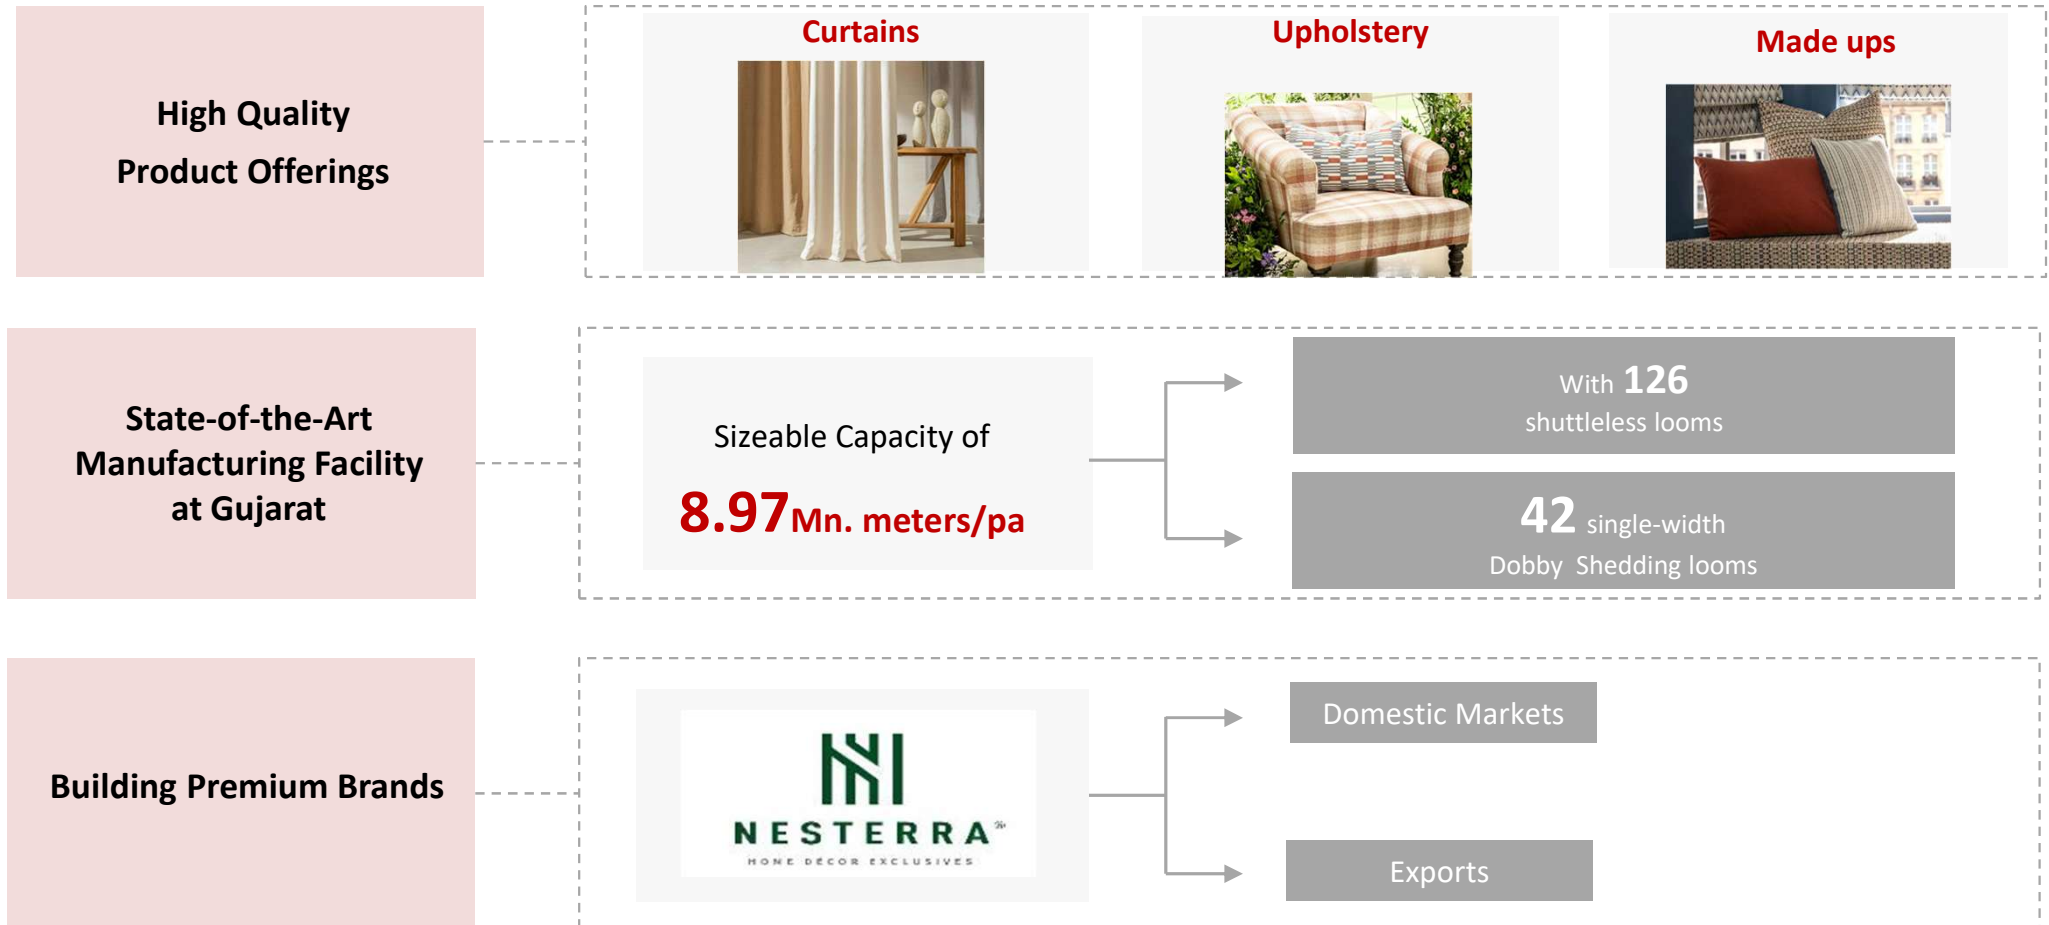 High Quality
Product Offerings
Curtains
Upholstery
Made ups
State-of-the-Art
Manufacturing Facility
at Gujarat
Sizeable Capacity of
8.97Mn. meters/pa
With 126
shuttleless looms
42 single-width
Dobby Shedding looms
Building Premium Brands
NESTERRA
HOME DÉCOR EXCLUSIVES
Domestic Markets
Exports